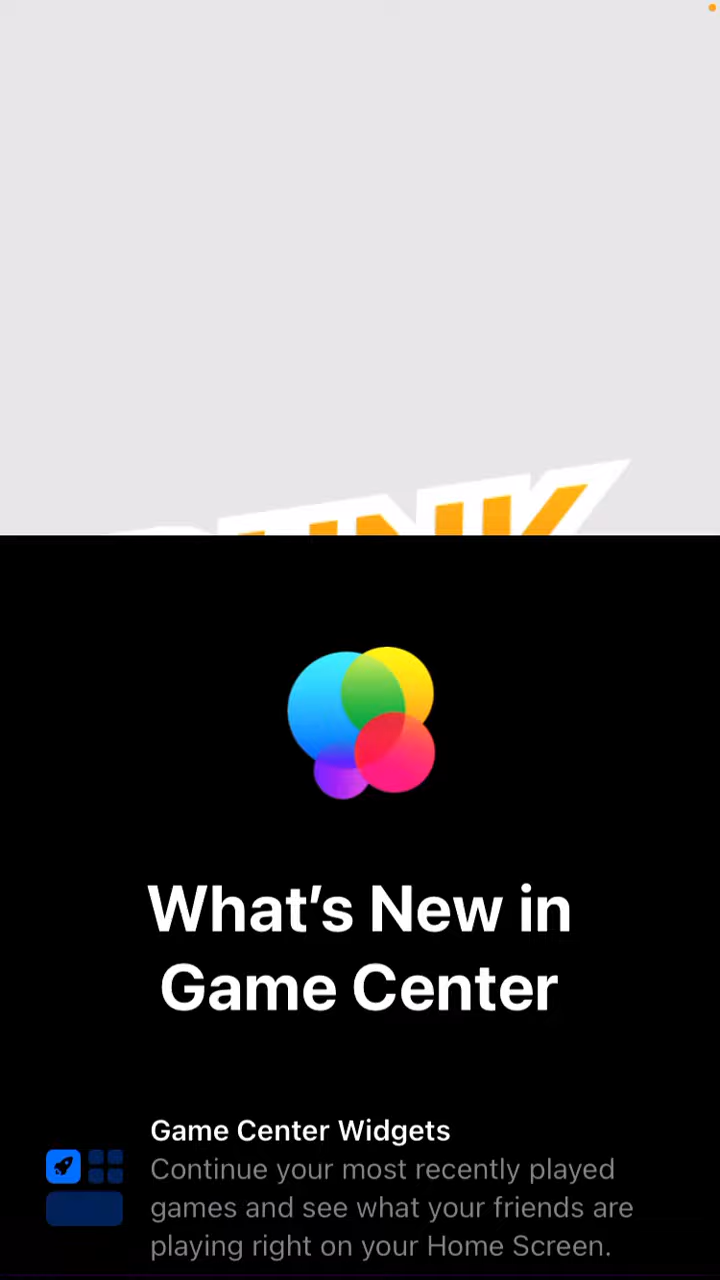 What's New in
Game Center
Game Center Widgets
Continue your most recently played
games and see what your friends are
playing right on your Home Screen.